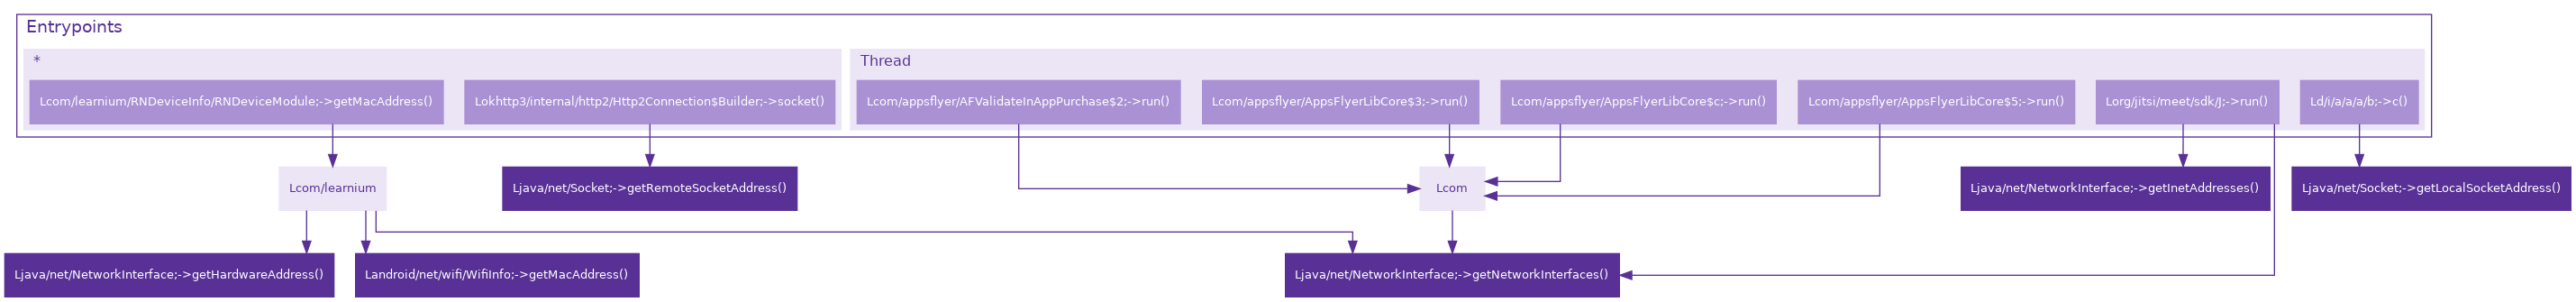 Entrypoints
*
Thread
Lcom/learnium/RNDeviceInfo/RNDeviceModule;->getMacAddress()
Lokhttp3/internal/http2/Http2Connection$Builder;->socket()
Lcom/appsflyer/AFValidateInAppPurchase$2;->run()
Lcom/appsflyer/AppsFlyerLibCore$3;->run()
Lcom/appsflyer/AppsFlyerLibCore$c;->run()
Lcom/appsflyer/AppsFlyerLibCore$5;->run()
Lorg/jitsi/meet/sdk/J;->run()
Ld/i/a/a/a/b;->c()
Lcom/learnium
Ljava/net/Socket;->getRemoteSocketAddress()
Lcom
Ljava/net/NetworkInterface;->getInetAddresses()
Ljava/net/Socket;->getLocalSocketAddress()
Ljava/net/NetworkInterface;->getHardwareAddress()
Landroid/net/wifi/WifiInfo;->getMacAddress()
Ljava/net/NetworkInterface;->getNetworkInterfaces()